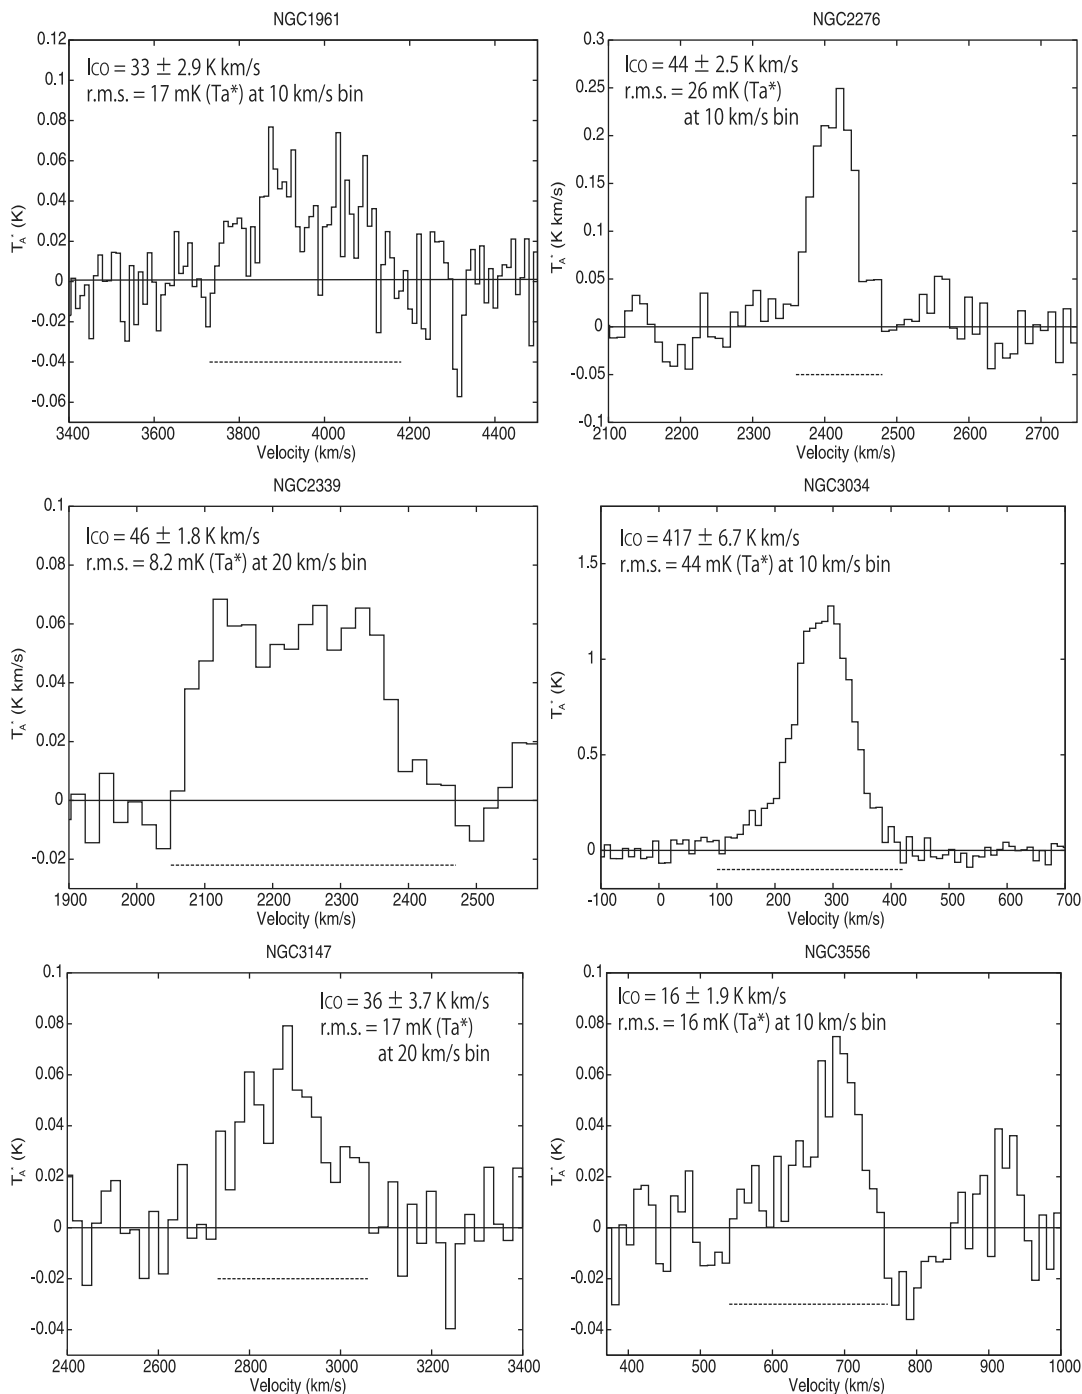 NGC1961
0.12
0.1
0.08
0.06
0.04
0.02
0
-0.02
-0.04
-0.06
T_A^* (K)
Ico = 33 ± 2.9 K km/s
r.m.s. = 17 mK (Ta*) at 10 km/s bin
3400 3600 3800 4000 4200 4400
Velocity (km/s)
NGC2276
0.3
0.25
0.2
0.15
0.1
0.05
0
-0.05
-0.1
T_A^* (K km/s)
Ico = 44 ± 2.5 K km/s
r.m.s. = 26 mK (Ta*)
at 10 km/s bin
2100 2200 2300 2400 2500 2600 2700
Velocity (km/s)
NGC2339
0.1
0.08
0.06
0.04
0.02
0
-0.02
T_A^* (K km/s)
Ico = 46 ± 1.8 K km/s
r.m.s. = 8.2 mK (Ta*) at 20 km/s bin
1900 2000 2100 2200 2300 2400 2500
Velocity (km/s)
NGC3034
1.5
1
0.5
0
T_A^* (K)
Ico = 417 ± 6.7 K km/s
r.m.s. = 44 mK (Ta*) at 10 km/s bin
-100 0 100 200 300 400 500 600 700
Velocity (km/s)
NGC3147
0.1
0.08
0.06
0.04
0.02
0
-0.02
-0.04
T_A^* (K)
Ico = 36 ± 3.7 K km/s
r.m.s. = 17 mK (Ta*)
at 20 km/s bin
2400 2600 2800 3000 3200 3400
Velocity (km/s)
NGC3556
0.1
0.08
0.06
0.04
0.02
0
-0.02
-0.04
T_A^* (K)
Ico = 16 ± 1.9 K km/s
r.m.s. = 16 mK (Ta*) at 10 km/s bin
400 500 600 700 800 900 1000
Velocity (km/s)